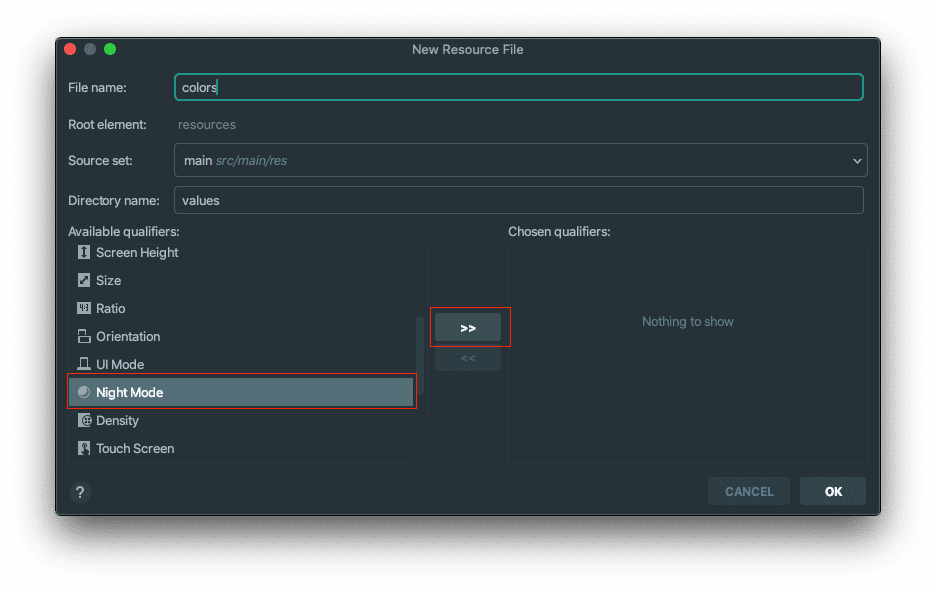 New Resource File
File name: colors
Root element: resources
Source set: main src/main/res
Directory name: values
Available qualifiers: Chosen qualifiers:
Screen Height
Size
Ratio
Orientation
UI Mode
Night Mode
Density
Touch Screen
>>
<<
Nothing to show
?
CANCEL OK